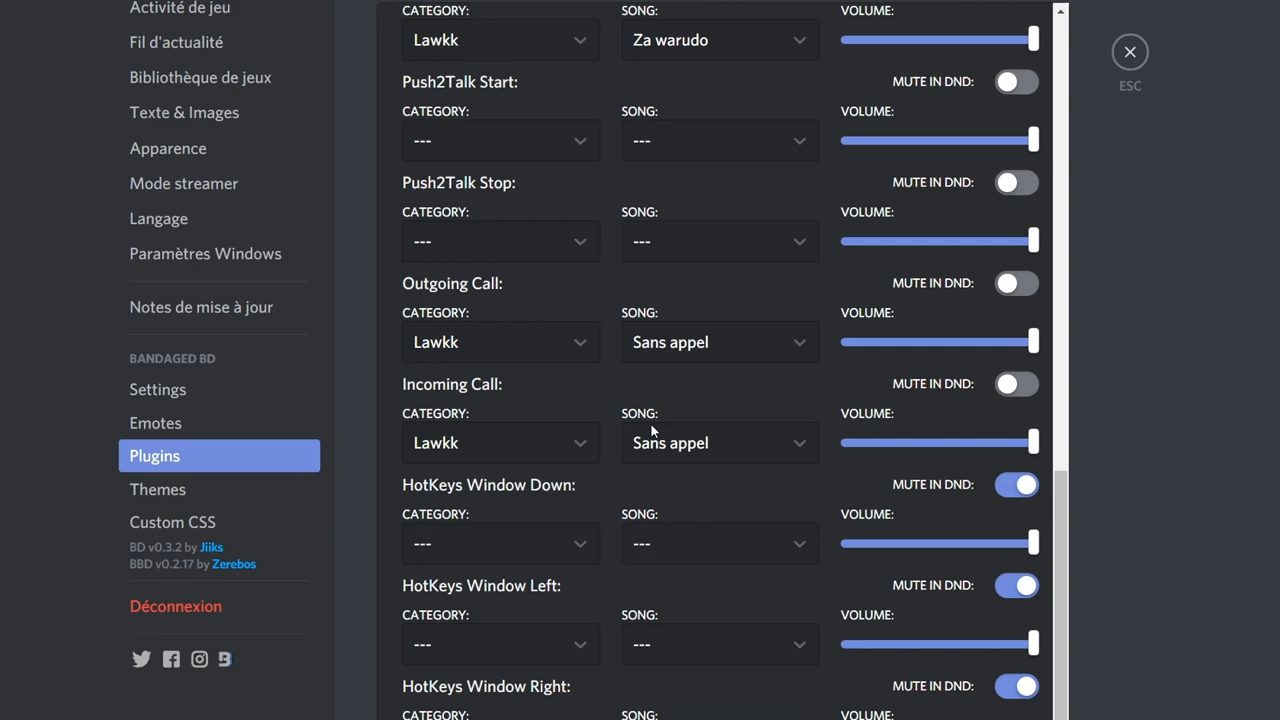 Activité de jeu
Fil d'actualité
Bibliothèque de jeux
Texte & Images
Apparence
Mode streamer
Langage
Paramètres Windows
Notes de mise à jour
BANDAGED BD
Settings
Emotes
Plugins
Themes
Custom CSS
BD v0.3.2 by Jiiks
BBD v0.2.17 by Zerebos
Déconnexion
CATEGORY: SONG: VOLUME:
Lawkk Za warudo
Push2Talk Start: MUTE IN DND:
CATEGORY: SONG: VOLUME:
--- ---
Push2Talk Stop: MUTE IN DND:
CATEGORY: SONG: VOLUME:
--- ---
Outgoing Call: MUTE IN DND:
CATEGORY: SONG: VOLUME:
Lawkk Sans appel
Incoming Call: MUTE IN DND:
CATEGORY: SONG: VOLUME:
Lawkk Sans appel
HotKeys Window Down: MUTE IN DND:
CATEGORY: SONG: VOLUME:
--- ---
HotKeys Window Left: MUTE IN DND:
CATEGORY: SONG: VOLUME:
--- ---
HotKeys Window Right: MUTE IN DND:
CATEGORY: SONG: VOLUME:
ESC